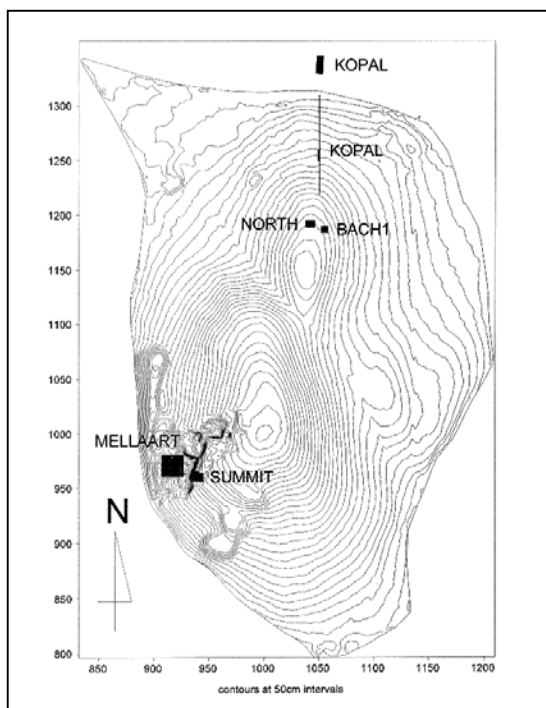 KOPAL
1300
KOPAL
1250
1200
NORTH
BACH1
1150
1100
1050
1000
MELLAART
950
SUMMIT
N
900
850
800
850 900 950 1000 1050 1100 1150 1200
contours at 50cm intervals